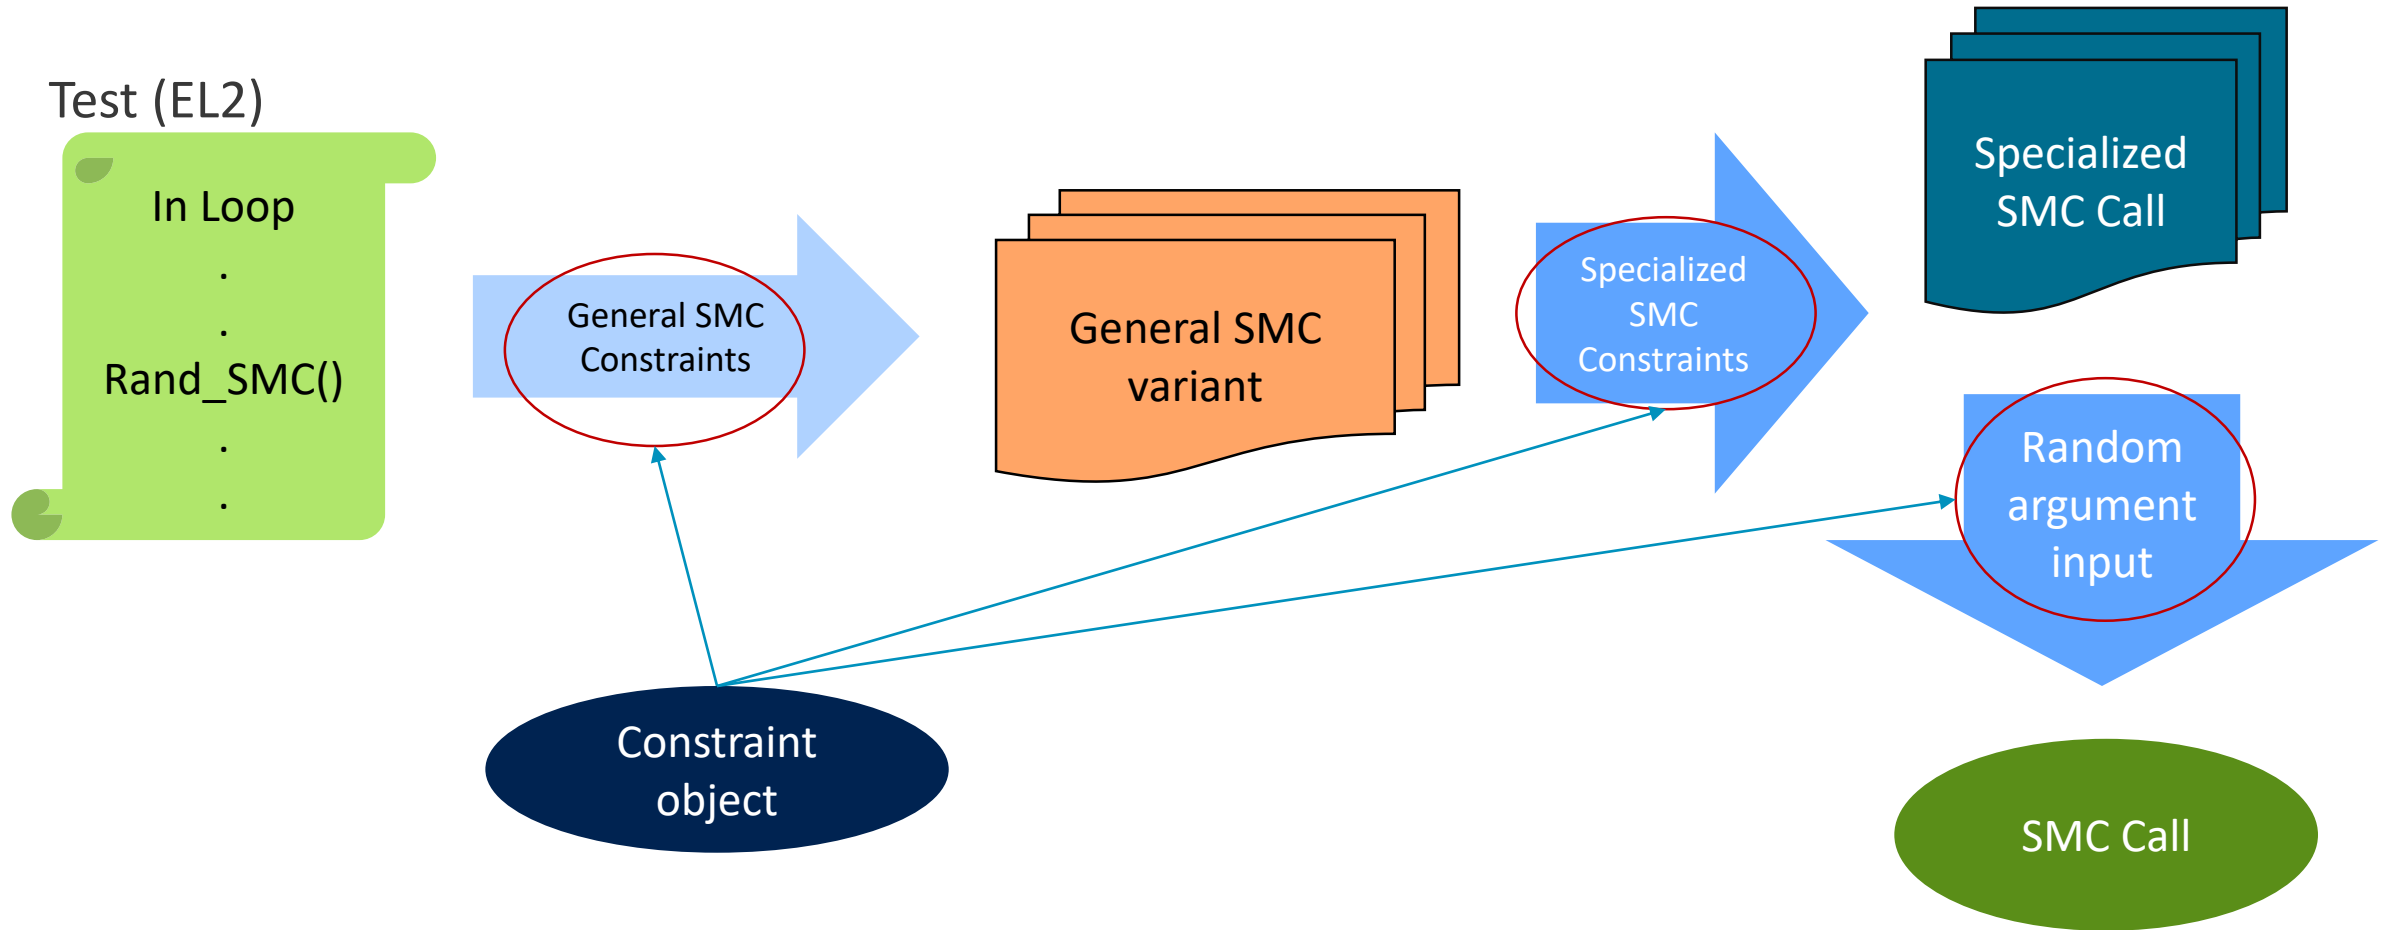 Test (EL2)
In Loop
.
.
Rand_SMC()
.
.
General SMC
Constraints
General SMC
variant
Specialized
SMC
Constraints
Specialized
SMC Call
Random
argument
input
Constraint
object
SMC Call